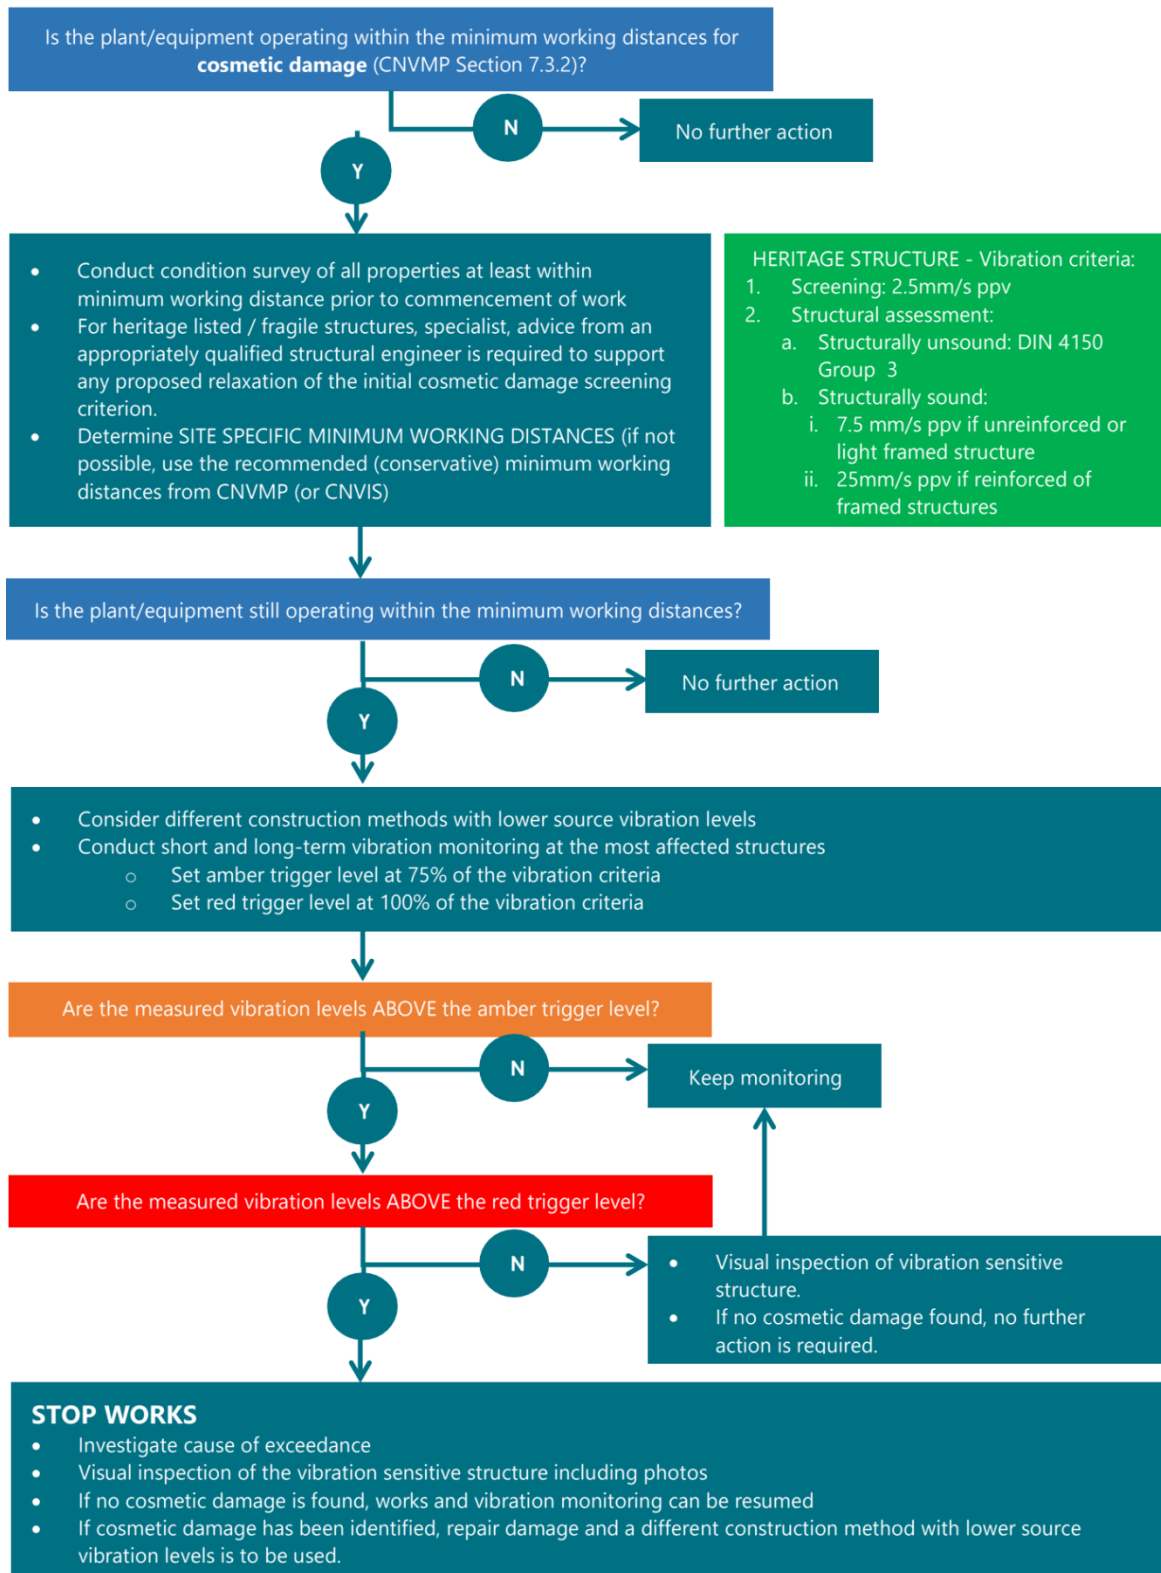 Is the plant/equipment operating within the minimum working distances for
cosmetic damage (CNVMP Section 7.3.2)?
N
No further action
Y
• Conduct condition survey of all properties at least within
minimum working distance prior to commencement of work
• For heritage listed / fragile structures, specialist, advice from an
appropriately qualified structural engineer is required to support
any proposed relaxation of the initial cosmetic damage screening
criterion.
• Determine SITE SPECIFIC MINIMUM WORKING DISTANCES (if not
possible, use the recommended (conservative) minimum working
distances from CNVMP (or CNVIS)
HERITAGE STRUCTURE - Vibration criteria:
1. Screening: 2.5mm/s ppv
2. Structural assessment:
a. Structurally unsound: DIN 4150
Group 3
b. Structurally sound:
i. 7.5 mm/s ppv if unreinforced or
light framed structure
ii. 25mm/s ppv if reinforced of
framed structures
Is the plant/equipment still operating within the minimum working distances?
N
No further action
Y
• Consider different construction methods with lower source vibration levels
• Conduct short and long-term vibration monitoring at the most affected structures
○ Set amber trigger level at 75% of the vibration criteria
○ Set red trigger level at 100% of the vibration criteria
Are the measured vibration levels ABOVE the amber trigger level?
N
Keep monitoring
Y
Are the measured vibration levels ABOVE the red trigger level?
N
• Visual inspection of vibration sensitive
structure.
• If no cosmetic damage found, no further
action is required.
Y
STOP WORKS
• Investigate cause of exceedance
• Visual inspection of the vibration sensitive structure including photos
• If no cosmetic damage is found, works and vibration monitoring can be resumed
• If cosmetic damage has been identified, repair damage and a different construction method with lower source
vibration levels is to be used.